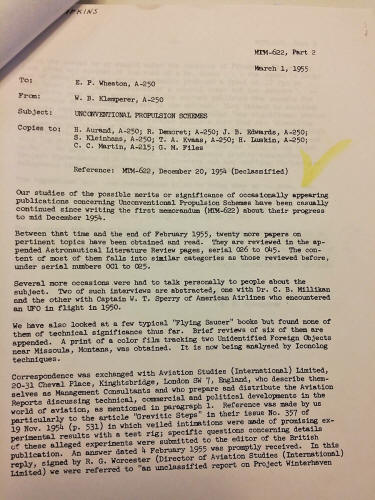 PKINS
MTM-622, Part 2
March 1, 1955
To: E. P. Wheaton, A-250
From: W. B. Klemperer, A-250
Subject: UNCONVENTIONAL PROPULSION SCHEMES
Copies to: H. Aurand, A-250; R. Demoret; J. B. Edwards, A-250;
S. Kleinhans, A-250; T. A. Kvaas, A-250; H. Luskin, A-250;
C. C. Martin, A-215; G. M. Files
Reference: MTM-622, December 20, 1954 (Declassified)
Our studies of the possible merits or significance of occasionally appearing
publications concerning Unconventional Propulsion Schemes have been casually
continued since writing the first memorandum (MTM-622) about their progress
to mid December 1954.
Between that time and the end of February 1955, twenty more papers on
pertinent topics have been obtained and read. They are reviewed in the ap-
pended Astronautical Literature Review pages, serial 026 to 045. The con-
tent of most of them falls into similar categories as those reviewed before,
under serial numbers 001 to 025.
Several more occasions were had to talk personally to people about the
subject. Two of such interviews are abstracted, one with Dr. C. B. Millikan
and the other with Captain W. T. Sperry of American Airlines who encountered
an UFO in flight in 1950.
We have also looked at a few typical "Flying Saucer" books but found none of
them of technical significance thus far. Brief reviews of six of them are
appended. A print of a color film tracking two Unidentified Foreign Objects
near Missoula, Montana, was obtained. It is now being analysed by Iconolog
techniques.
Correspondence was exchanged with Aviation Studies (International) Limited,
20-31 Cheval Place, Knightsbridge, London SW 7, England, who describe them-
selves as Management Consultants and who prepare and distribute the Aviation
Reports discussing technical, commercial and political developments in the
world of aviation, as mentioned in paragraph 1. Reference was made by us
particularly to the article "Gravitic Steps" in their issue No. 357 of
19 Nov. 1954 (p. 531) in which veiled intimations were made of promising ex-
perimental results with a test rig; specific questions concerning details
of these alleged experiments were submitted to the editor of the British
publication. An answer dated 4 February 1955 was promptly received. In this
reply, signed by R. G. Worcester (Director of Aviation Studies (International)
Limited) we were referred to "an unclassified report on Project Winterhaven